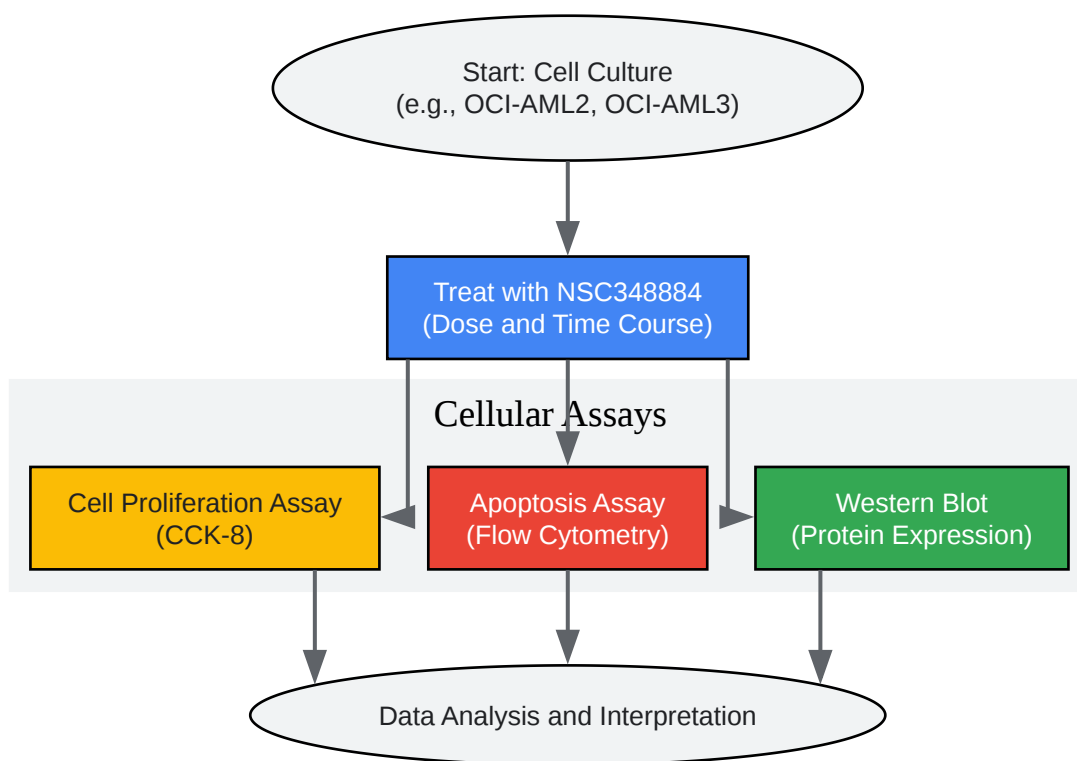 Start: Cell Culture
(e.g., OCI-AML2, OCI-AML3)
Treat with NSC348884
(Dose and Time Course)
Cellular Assays
Cell Proliferation Assay
(CCK-8)
Apoptosis Assay
(Flow Cytometry)
Western Blot
(Protein Expression)
Data Analysis and Interpretation